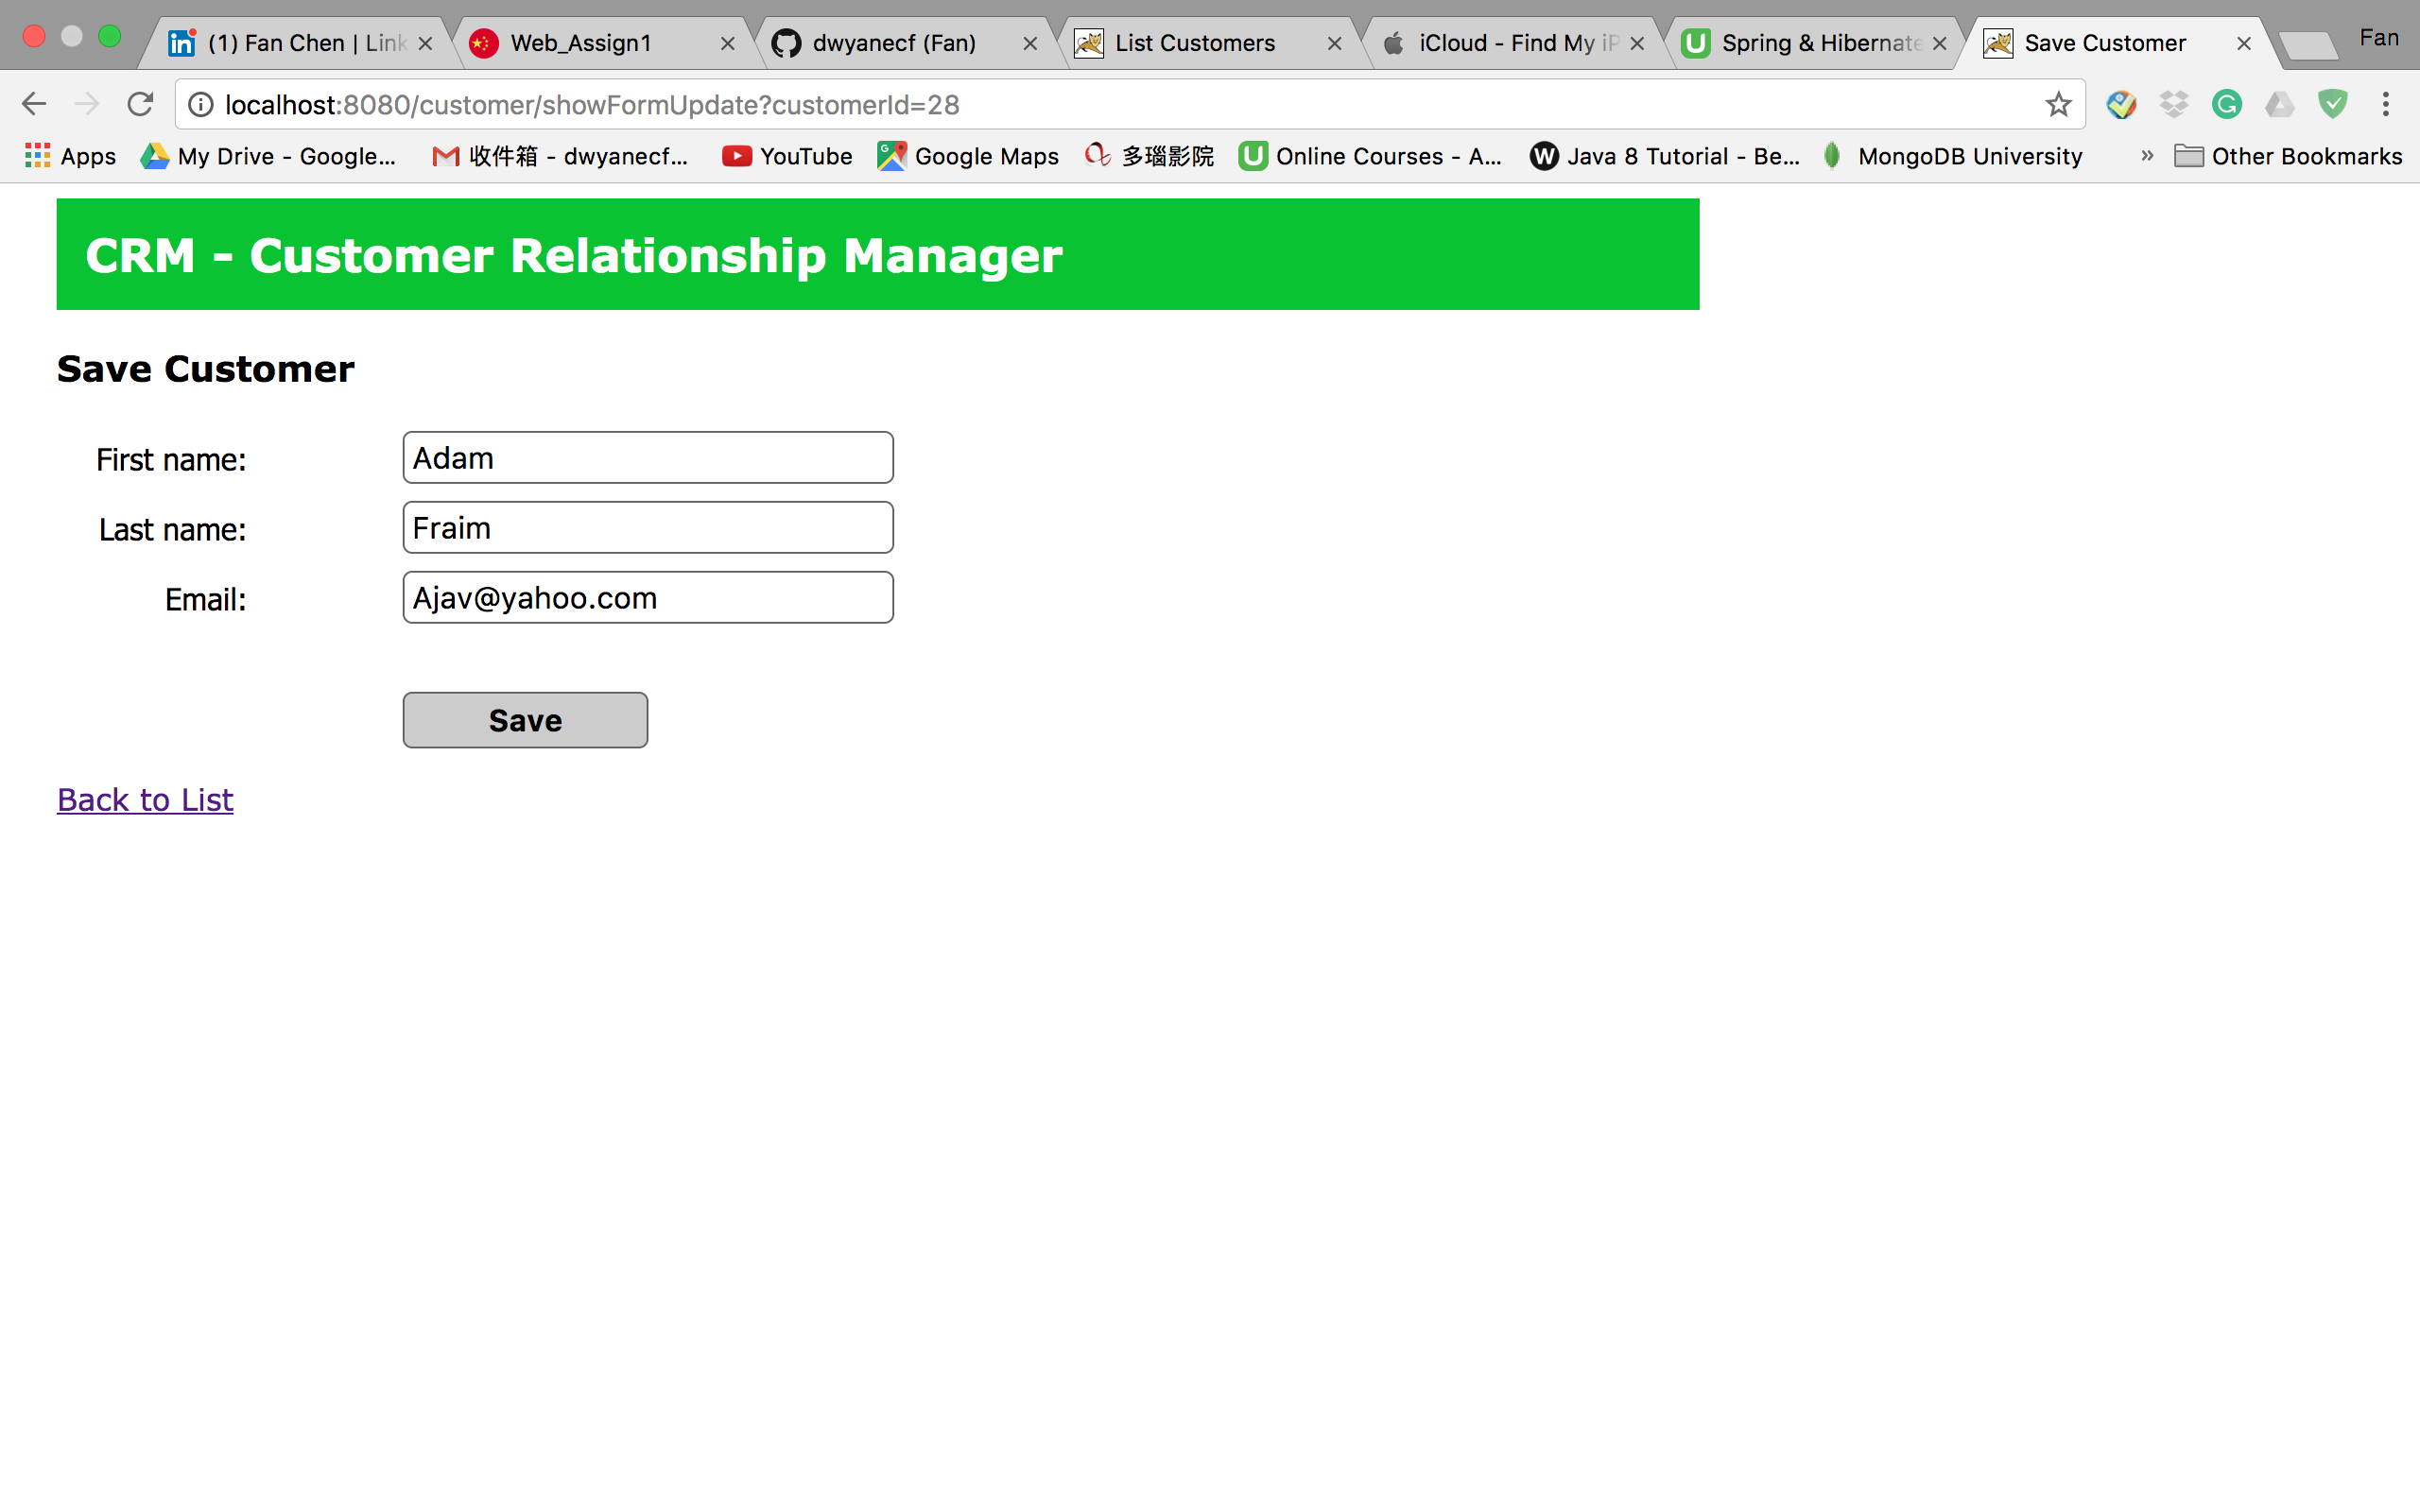 (1) Fan Chen | Link
Web_Assign1
dwyanecf (Fan)
List Customers
iCloud - Find My iP
Spring & Hibernate
Save Customer
Fan
localhost:8080/customer/showFormUpdate?customerId=28
Apps
My Drive - Google...
收件箱 - dwyanecf...
YouTube
Google Maps
多瑙影院
Online Courses - A...
Java 8 Tutorial - Be...
MongoDB University
»
Other Bookmarks
CRM - Customer Relationship Manager
Save Customer
First name:
Adam
Last name:
Fraim
Email:
Ajav@yahoo.com
Save
Back to List